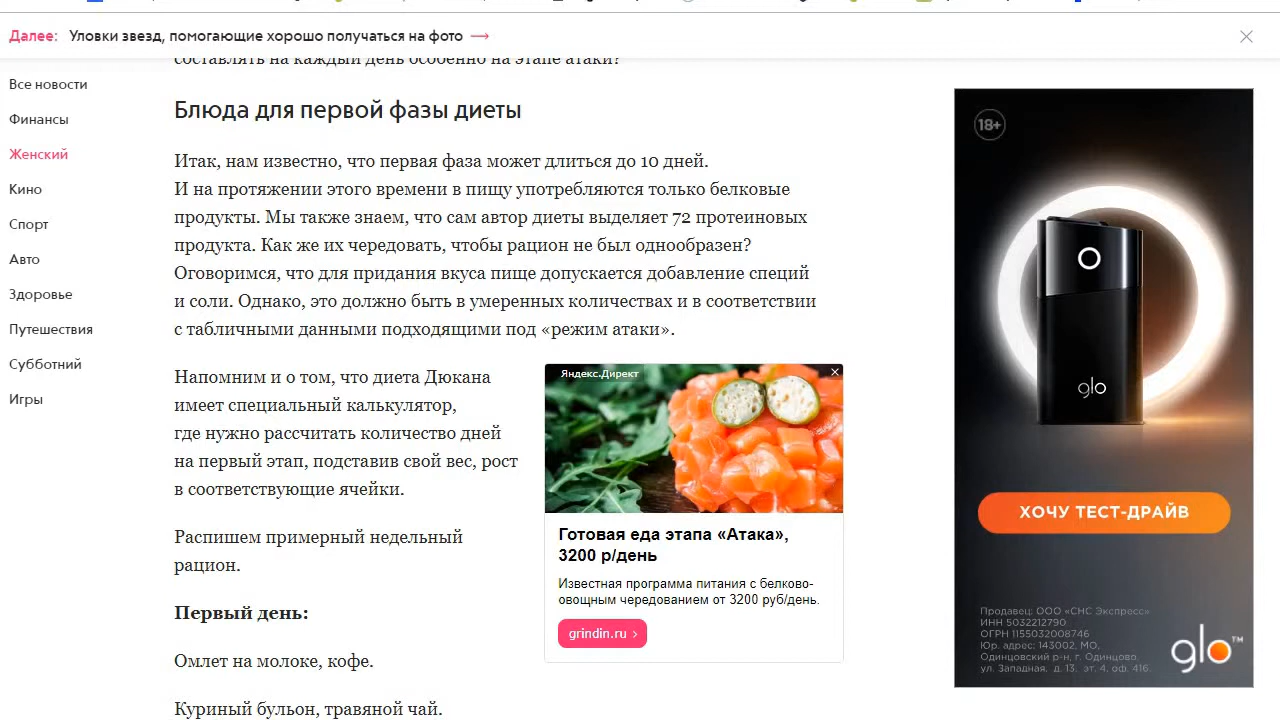 Далее: Уловки звезд, помогающие хорошо получаться на фото →
составлять на каждый день особенно на этапе атаки?
Все новости
Финансы
Женский
Кино
Спорт
Авто
Здоровье
Путешествия
Субботний
Игры
Блюда для первой фазы диеты
Итак, нам известно, что первая фаза может длиться до 10 дней.
И на протяжении этого времени в пищу употребляются только белковые
продукты. Мы также знаем, что сам автор диеты выделяет 72 протеиновых
продукта. Как же их чередовать, чтобы рацион не был однообразен?
Оговоримся, что для придания вкуса пище допускается добавление специй
и соли. Однако, это должно быть в умеренных количествах и в соответствии
с табличными данными подходящими под «режим атаки».
Напомним и о том, что диета Дюкана
имеет специальный калькулятор,
где нужно рассчитать количество дней
на первый этап, подставив свой вес, рост
в соответствующие ячейки.
Распишем примерный недельный
рацион.
Первый день:
Омлет на молоке, кофе.
Куриный бульон, травяной чай.
Яндекс.Директ
Готовая еда этапа «Атака»,
3200 р/день
Известная программа питания с белково-
овощным чередованием от 3200 руб/день.
grindin.ru >
18+
glo
ХОЧУ ТЕСТ-ДРАЙВ
Продавец: ООО «СНС Экспресс»
ИНН 5032212790
ОГРН 1155032008746
Юр. адрес: 143002, МО,
Одинцовский р-н, г. Одинцово,
ул. Западная, д. 13, эт. 4, оф. 416.
glo™